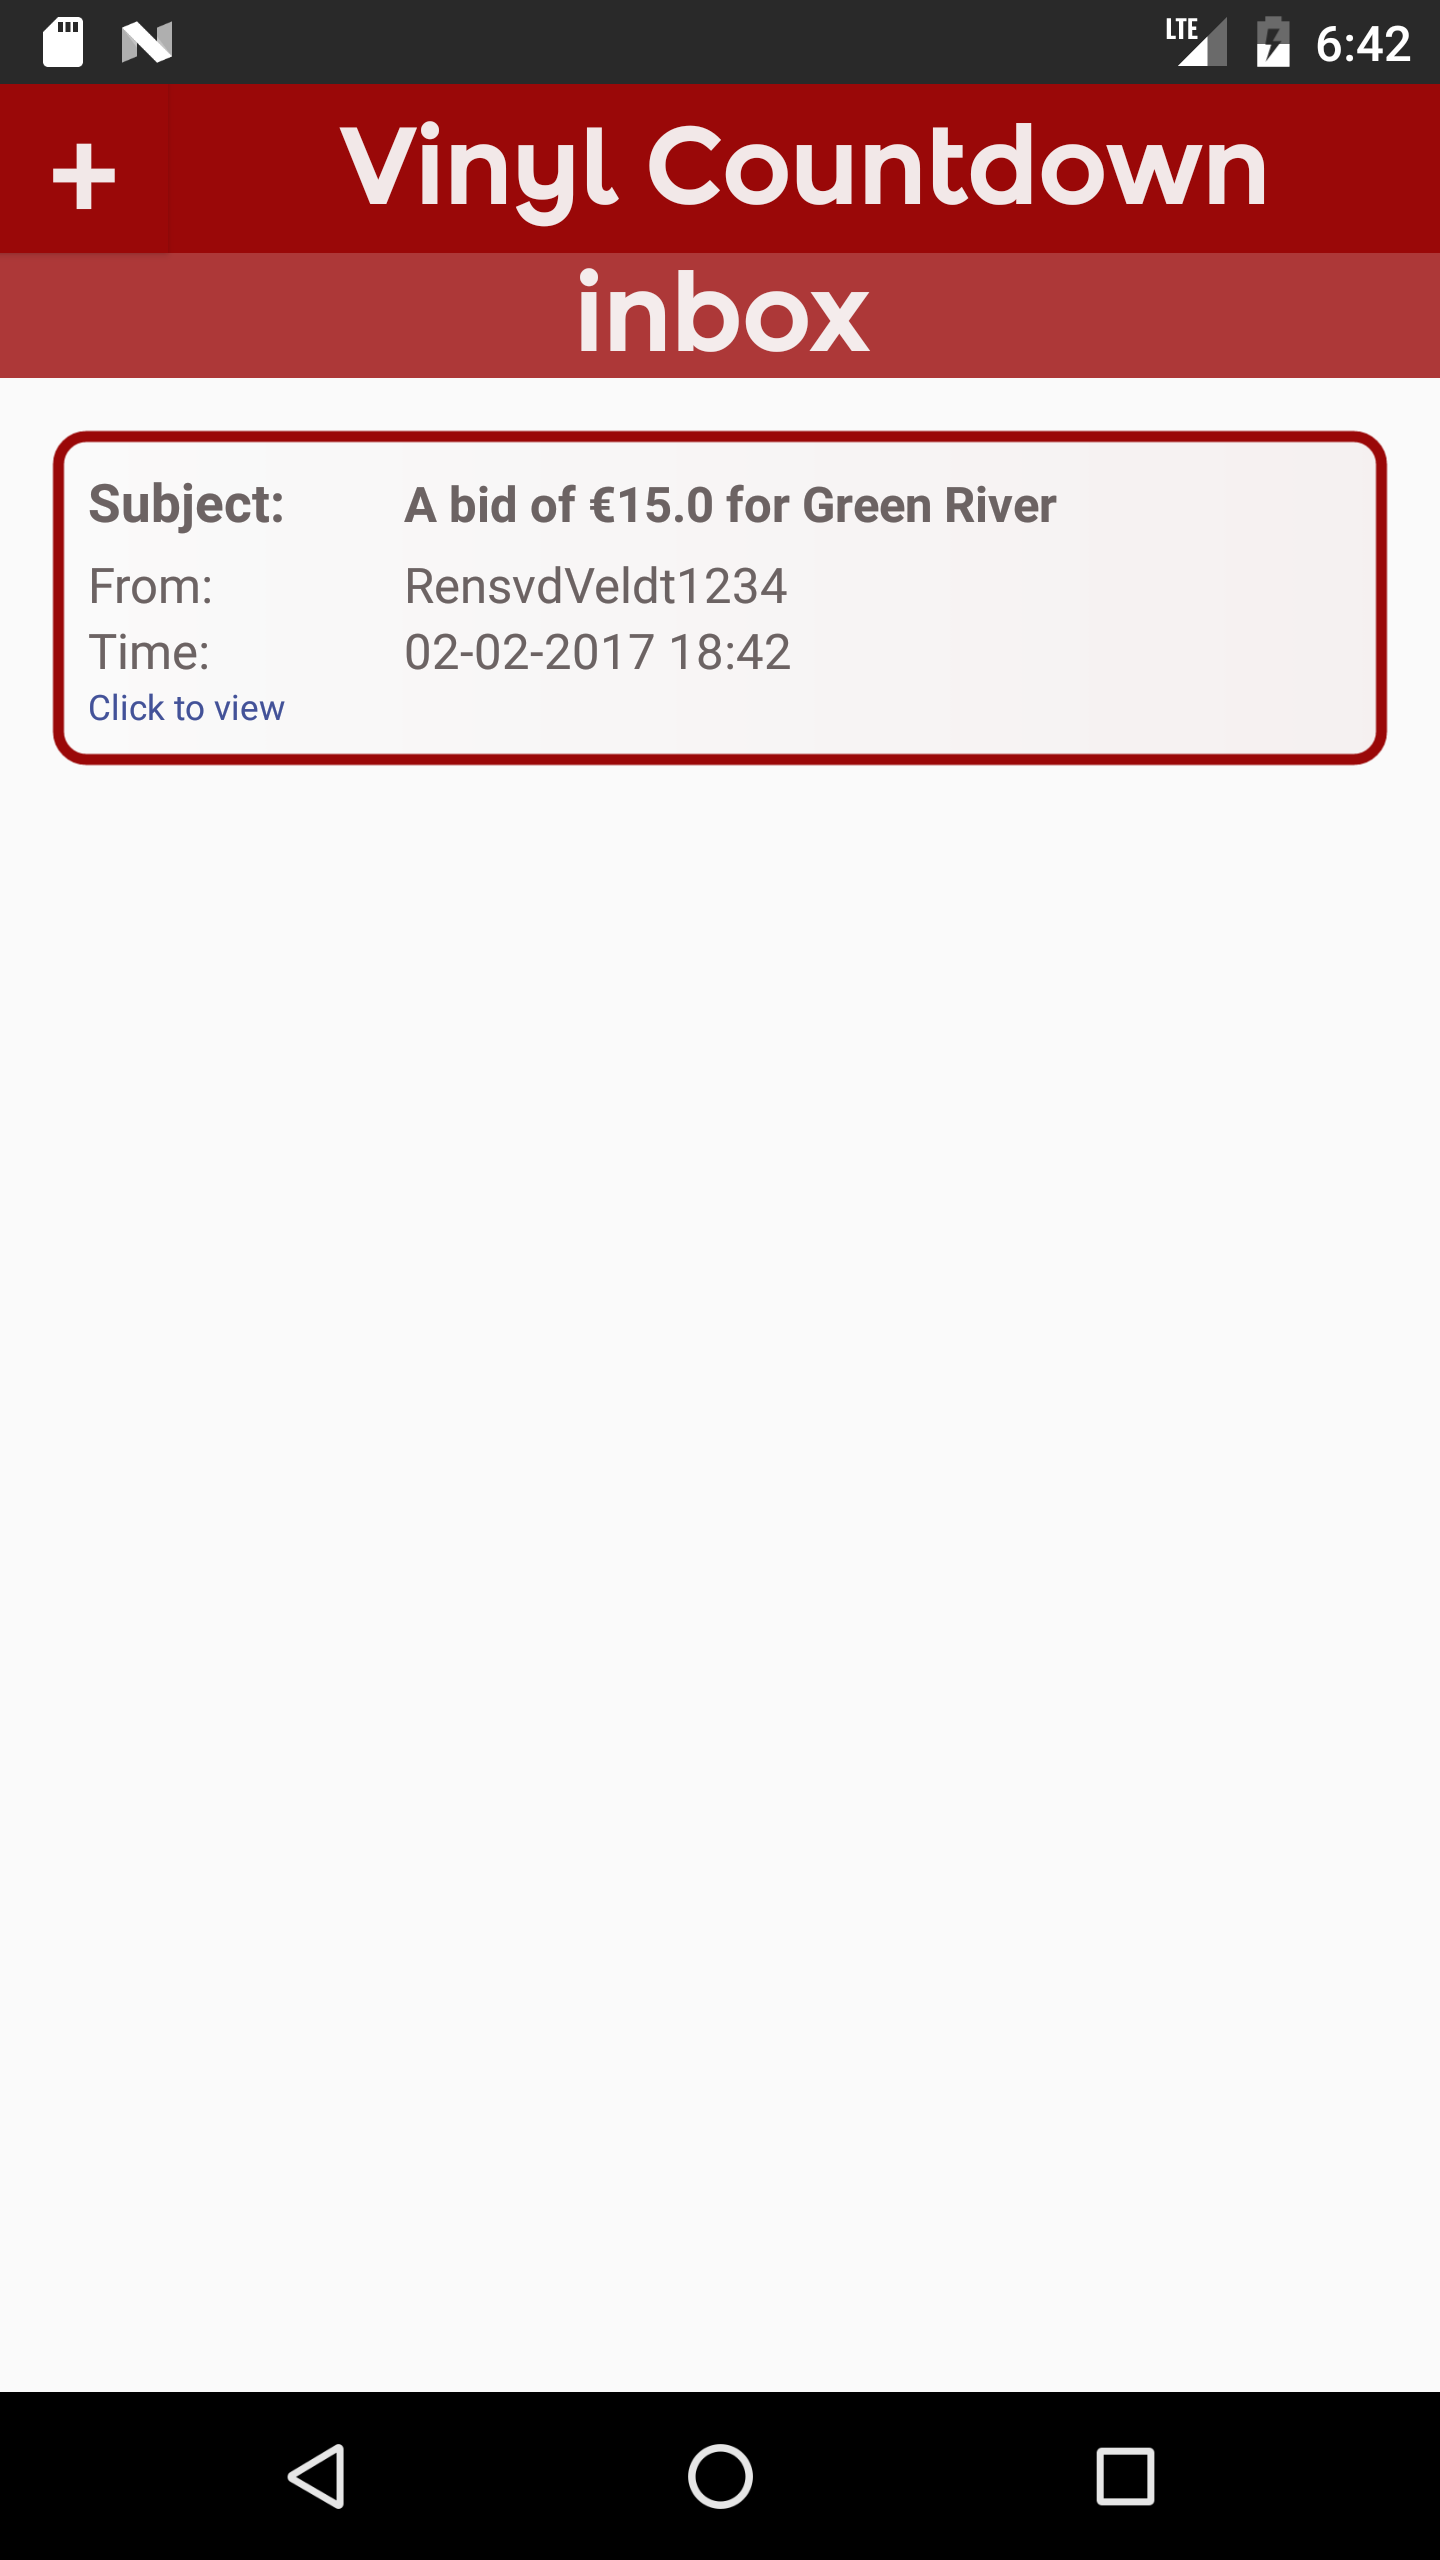 LTE 6:42
+ Vinyl Countdown
inbox
Subject: A bid of €15.0 for Green River
From: RensvdVeldt1234
Time: 02-02-2017 18:42
Click to view